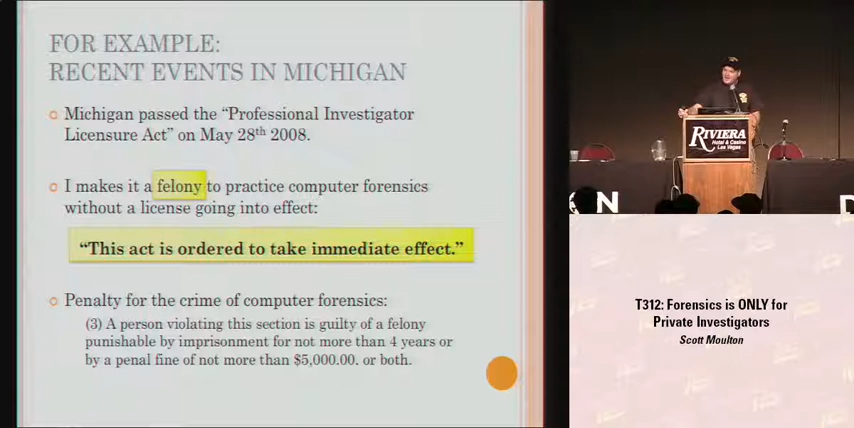 FOR EXAMPLE:
RECENT EVENTS IN MICHIGAN
Michigan passed the “Professional Investigator
Licensure Act” on May 28th 2008.
I makes it a felony to practice computer forensics
without a license going into effect:
“This act is ordered to take immediate effect.”
Penalty for the crime of computer forensics:
(3) A person violating this section is guilty of a felony
punishable by imprisonment for not more than 4 years or
by a penal fine of not more than $5,000.00. or both.
RIVIERA
Hotel & Casino
Las Vegas
ON
D
T312: Forensics is ONLY for
Private Investigators
Scott Moulton